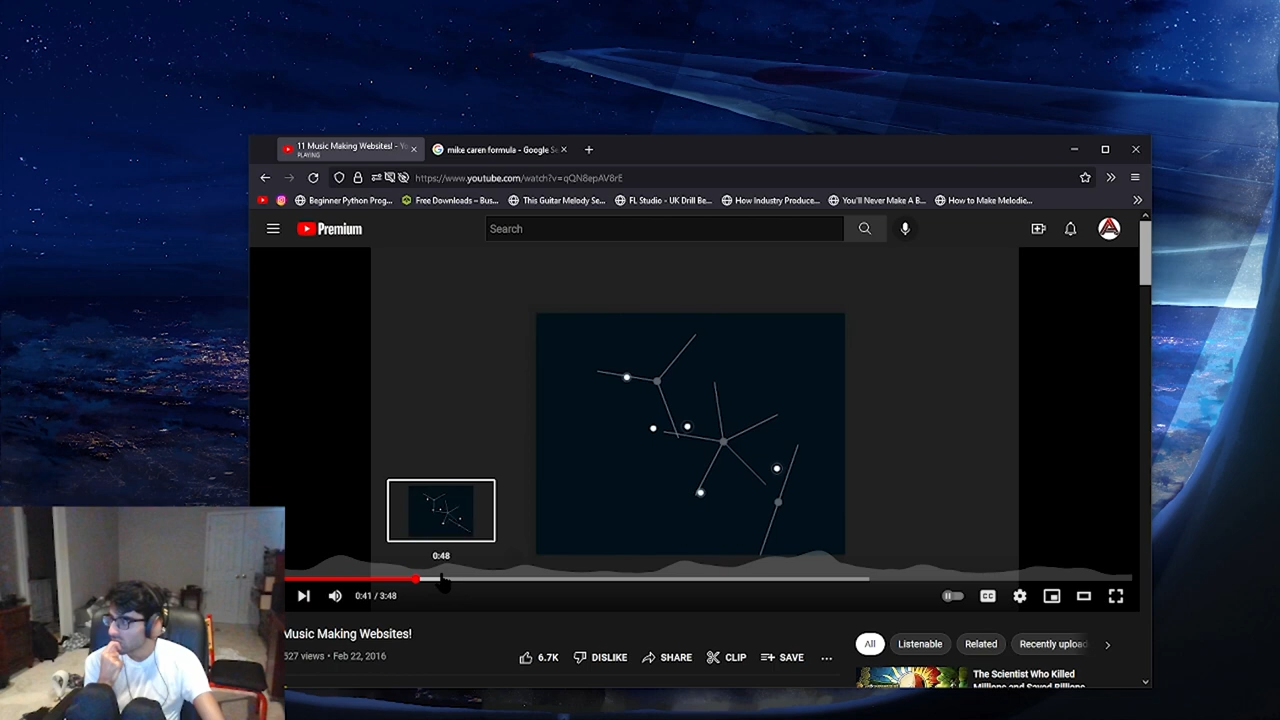 11 Music Making Websites! - Yo
PLAYING
mike caren formula - Google Se
https://www.youtube.com/watch?v=qQN8epAV8rE
Beginner Python Prog...
Free Downloads – Bus...
This Guitar Melody Se...
FL Studio - UK Drill Be...
How Industry Produce...
You'll Never Make A B...
How to Make Melodie...
Premium
Search
0:48
0:41 / 3:48
CC
Music Making Websites!
527 views • Feb 22, 2016
6.7K
DISLIKE
SHARE
CLIP
SAVE
All
Listenable
Related
Recently upload
The Scientist Who Killed
Millions and Saved Billions